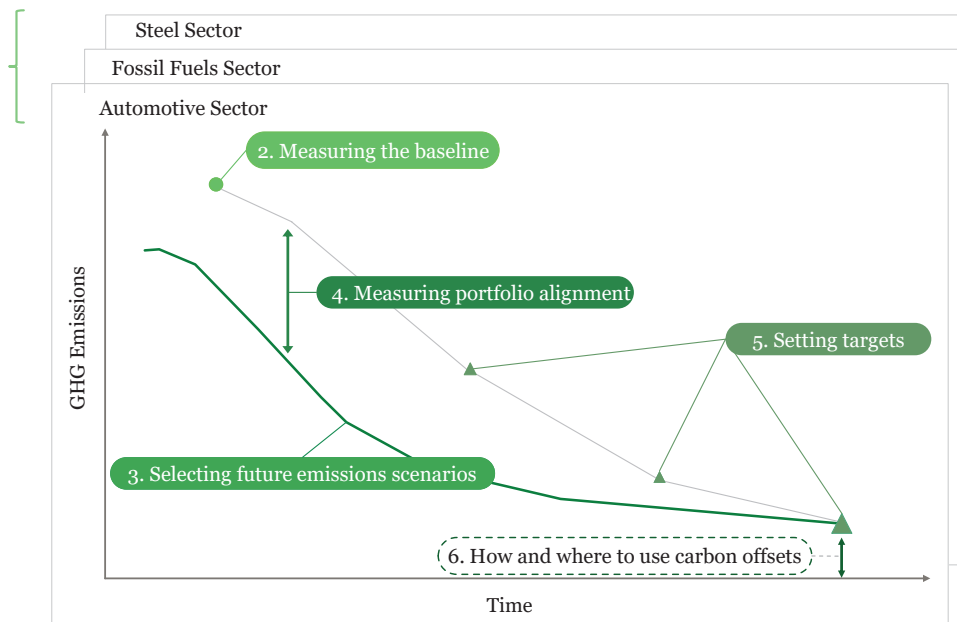 Steel Sector
Fossil Fuels Sector
Automotive Sector
2. Measuring the baseline
4. Measuring portfolio alignment
5. Setting targets
GHG Emissions
3. Selecting future emissions scenarios
6. How and where to use carbon offsets
Time